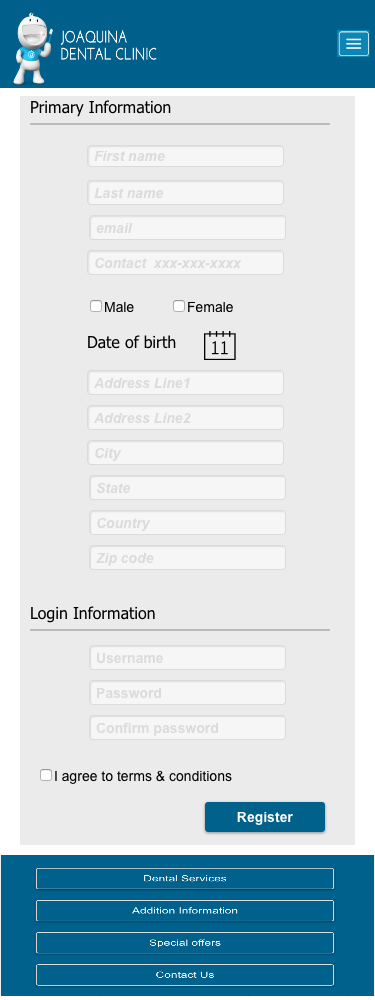 JOAQUINA
DENTAL CLINIC
Primary Information
First name
Last name
email
Contact xxx-xxx-xxxx
Male
Female
Date of birth
11
Address Line1
Address Line2
City
State
Country
Zip code
Login Information
Username
Password
Confirm password
I agree to terms & conditions
Register
Dental Services
Addition Information
Special offers
Contact Us